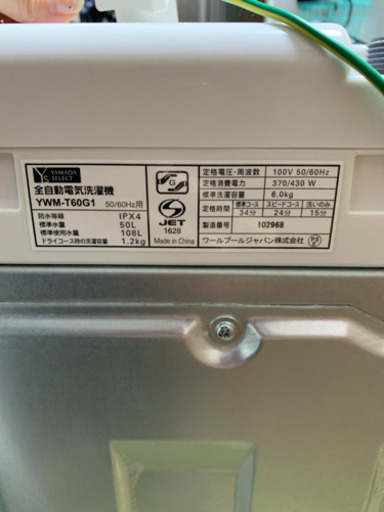 YS YAMADA SELECT
全自動電気洗濯機
YWM-T60G1 50/60Hz用
防水等級 IPX4
標準水量 50L
標準使用水量 108L
ドライコース時の洗濯容量 1.2kg
G
S
JET
1628
Made in China
定格電圧・周波数 100V 50/60Hz
定格消費電力 370/430 W
標準洗濯容量 6.0kg
定格時間 標準コース スピードコース 洗いのみ
34分 24分 15分
製造番号 102968
ワールプールジャパン株式会社